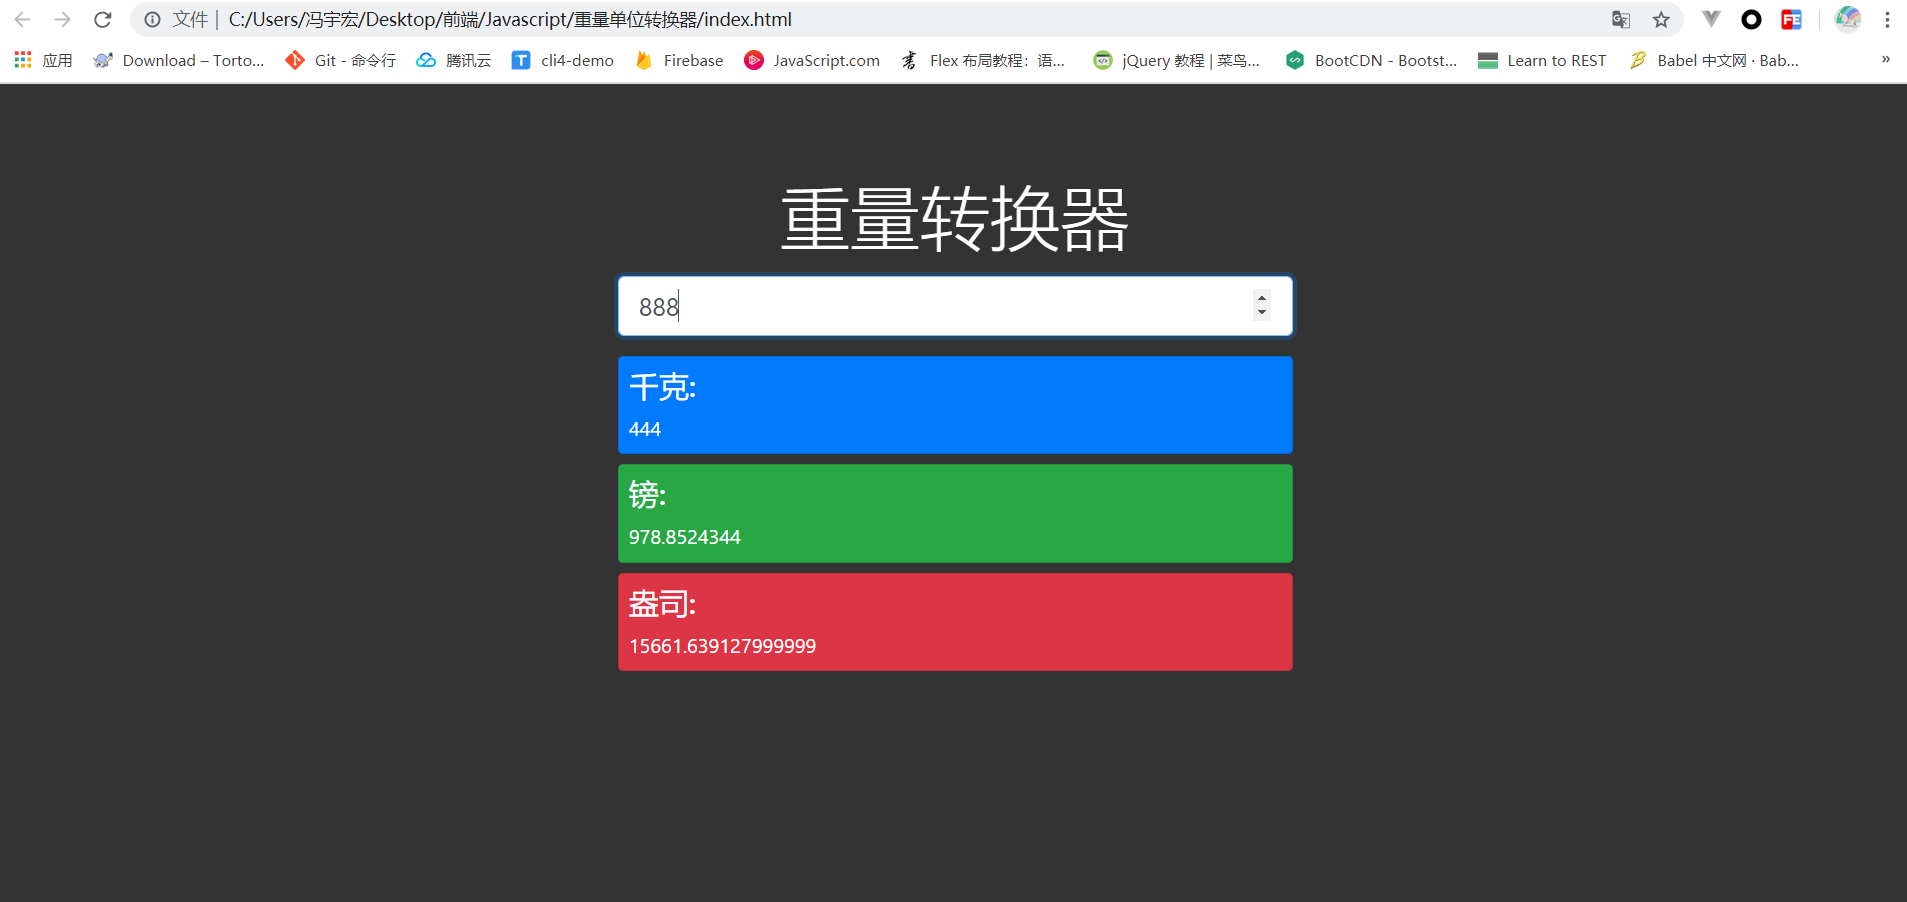 文件 | C:/Users/冯宇宏/Desktop/前端/Javascript/重量单位转换器/index.html
应用 Download – Torto... Git - 命令行 腾讯云 cli4-demo Firebase JavaScript.com Flex 布局教程：语... jQuery 教程 | 菜鸟... BootCDN - Bootst... Learn to REST Babel 中文网 · Bab... »
重量转换器
888
千克:
444
镑:
978.8524344
盎司:
15661.639127999999